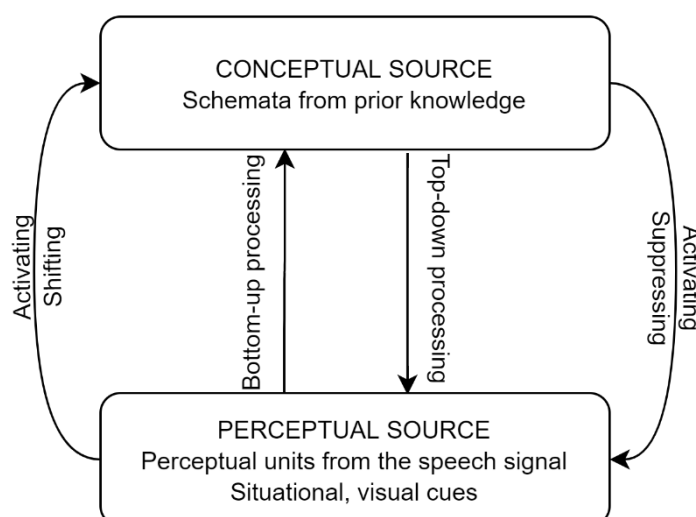 CONCEPTUAL SOURCE
Schemata from prior knowledge
Activating
Shifting
Bottom-up processing
Top-down processing
Activating
Suppressing
PERCEPTUAL SOURCE
Perceptual units from the speech signal
Situational, visual cues